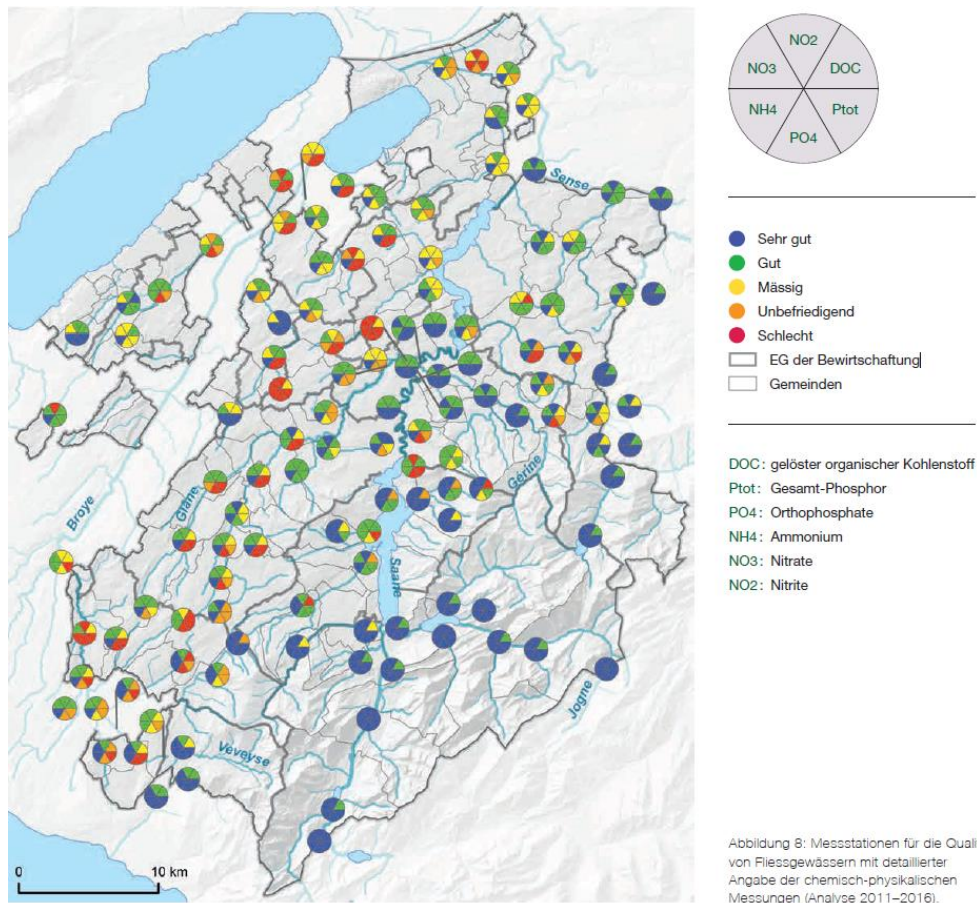 NO2
NO3
DOC
NH4
Ptot
PO4
Sense
Sehr gut
Gut
Mässig
Unbefriedigend
Schlecht
EG der Bewirtschaftung
Gemeinden
DOC: gelöster organischer Kohlenstoff
Ptot: Gesamt-Phosphor
PO4: Orthophosphate
NH4: Ammonium
NO3: Nitrate
NO2: Nitrite
Broye
Glâne
Gérine
Saane
Jogne
Veveyse
0 10 km
Abbildung 8: Messstationen für die Quali
von Fliessgewässern mit detaillierter
Angabe der chemisch-physikalischen
Messungen (Analyse 2011–2016).